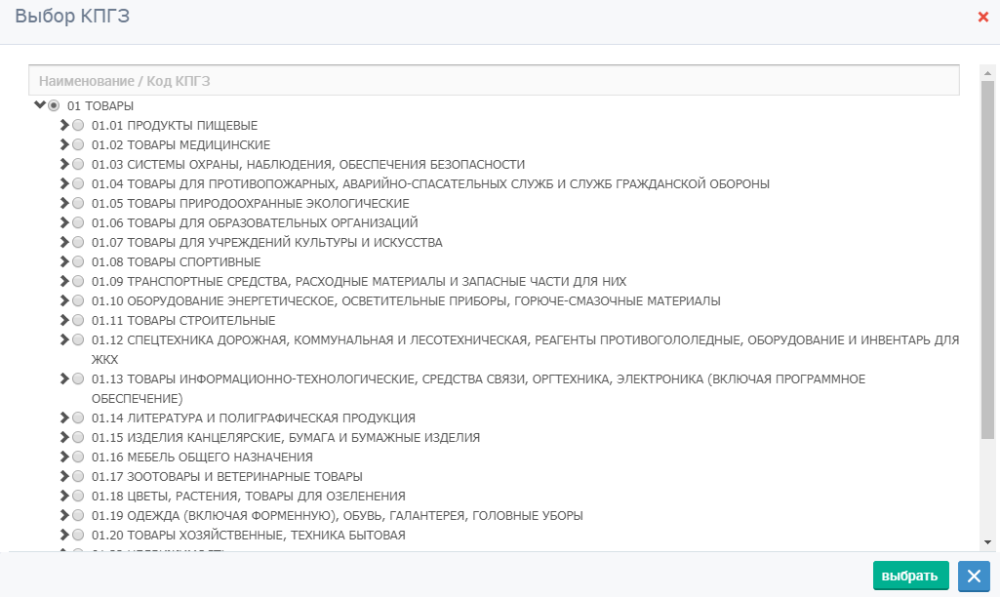 Выбор КПГЗ
Наименование / Код КПГЗ
01 ТОВАРЫ
01.01 ПРОДУКТЫ ПИЩЕВЫЕ
01.02 ТОВАРЫ МЕДИЦИНСКИЕ
01.03 СИСТЕМЫ ОХРАНЫ, НАБЛЮДЕНИЯ, ОБЕСПЕЧЕНИЯ БЕЗОПАСНОСТИ
01.04 ТОВАРЫ ДЛЯ ПРОТИВОПОЖАРНЫХ, АВАРИЙНО-СПАСАТЕЛЬНЫХ СЛУЖБ И СЛУЖБ ГРАЖДАНСКОЙ ОБОРОНЫ
01.05 ТОВАРЫ ПРИРОДООХРАННЫЕ ЭКОЛОГИЧЕСКИЕ
01.06 ТОВАРЫ ДЛЯ ОБРАЗОВАТЕЛЬНЫХ ОРГАНИЗАЦИЙ
01.07 ТОВАРЫ ДЛЯ УЧРЕЖДЕНИЙ КУЛЬТУРЫ И ИСКУССТВА
01.08 ТОВАРЫ СПОРТИВНЫЕ
01.09 ТРАНСПОРТНЫЕ СРЕДСТВА, РАСХОДНЫЕ МАТЕРИАЛЫ И ЗАПАСНЫЕ ЧАСТИ ДЛЯ НИХ
01.10 ОБОРУДОВАНИЕ ЭНЕРГЕТИЧЕСКОЕ, ОСВЕТИТЕЛЬНЫЕ ПРИБОРЫ, ГОРЮЧЕ-СМАЗОЧНЫЕ МАТЕРИАЛЫ
01.11 ТОВАРЫ СТРОИТЕЛЬНЫЕ
01.12 СПЕЦТЕХНИКА ДОРОЖНАЯ, КОММУНАЛЬНАЯ И ЛЕСОТЕХНИЧЕСКАЯ, РЕАГЕНТЫ ПРОТИВОГОЛОЛЕДНЫЕ, ОБОРУДОВАНИЕ И ИНВЕНТАРЬ ДЛЯ
ЖКХ
01.13 ТОВАРЫ ИНФОРМАЦИОННО-ТЕХНОЛОГИЧЕСКИЕ, СРЕДСТВА СВЯЗИ, ОРГТЕХНИКА, ЭЛЕКТРОНИКА (ВКЛЮЧАЯ ПРОГРАММНОЕ
ОБЕСПЕЧЕНИЕ)
01.14 ЛИТЕРАТУРА И ПОЛИГРАФИЧЕСКАЯ ПРОДУКЦИЯ
01.15 ИЗДЕЛИЯ КАНЦЕЛЯРСКИЕ, БУМАГА И БУМАЖНЫЕ ИЗДЕЛИЯ
01.16 МЕБЕЛЬ ОБЩЕГО НАЗНАЧЕНИЯ
01.17 ЗООТОВАРЫ И ВЕТЕРИНАРНЫЕ ТОВАРЫ
01.18 ЦВЕТЫ, РАСТЕНИЯ, ТОВАРЫ ДЛЯ ОЗЕЛЕНЕНИЯ
01.19 ОДЕЖДА (ВКЛЮЧАЯ ФОРМЕННУЮ), ОБУВЬ, ГАЛАНТЕРЕЯ, ГОЛОВНЫЕ УБОРЫ
01.20 ТОВАРЫ ХОЗЯЙСТВЕННЫЕ, ТЕХНИКА БЫТОВАЯ
выбрать